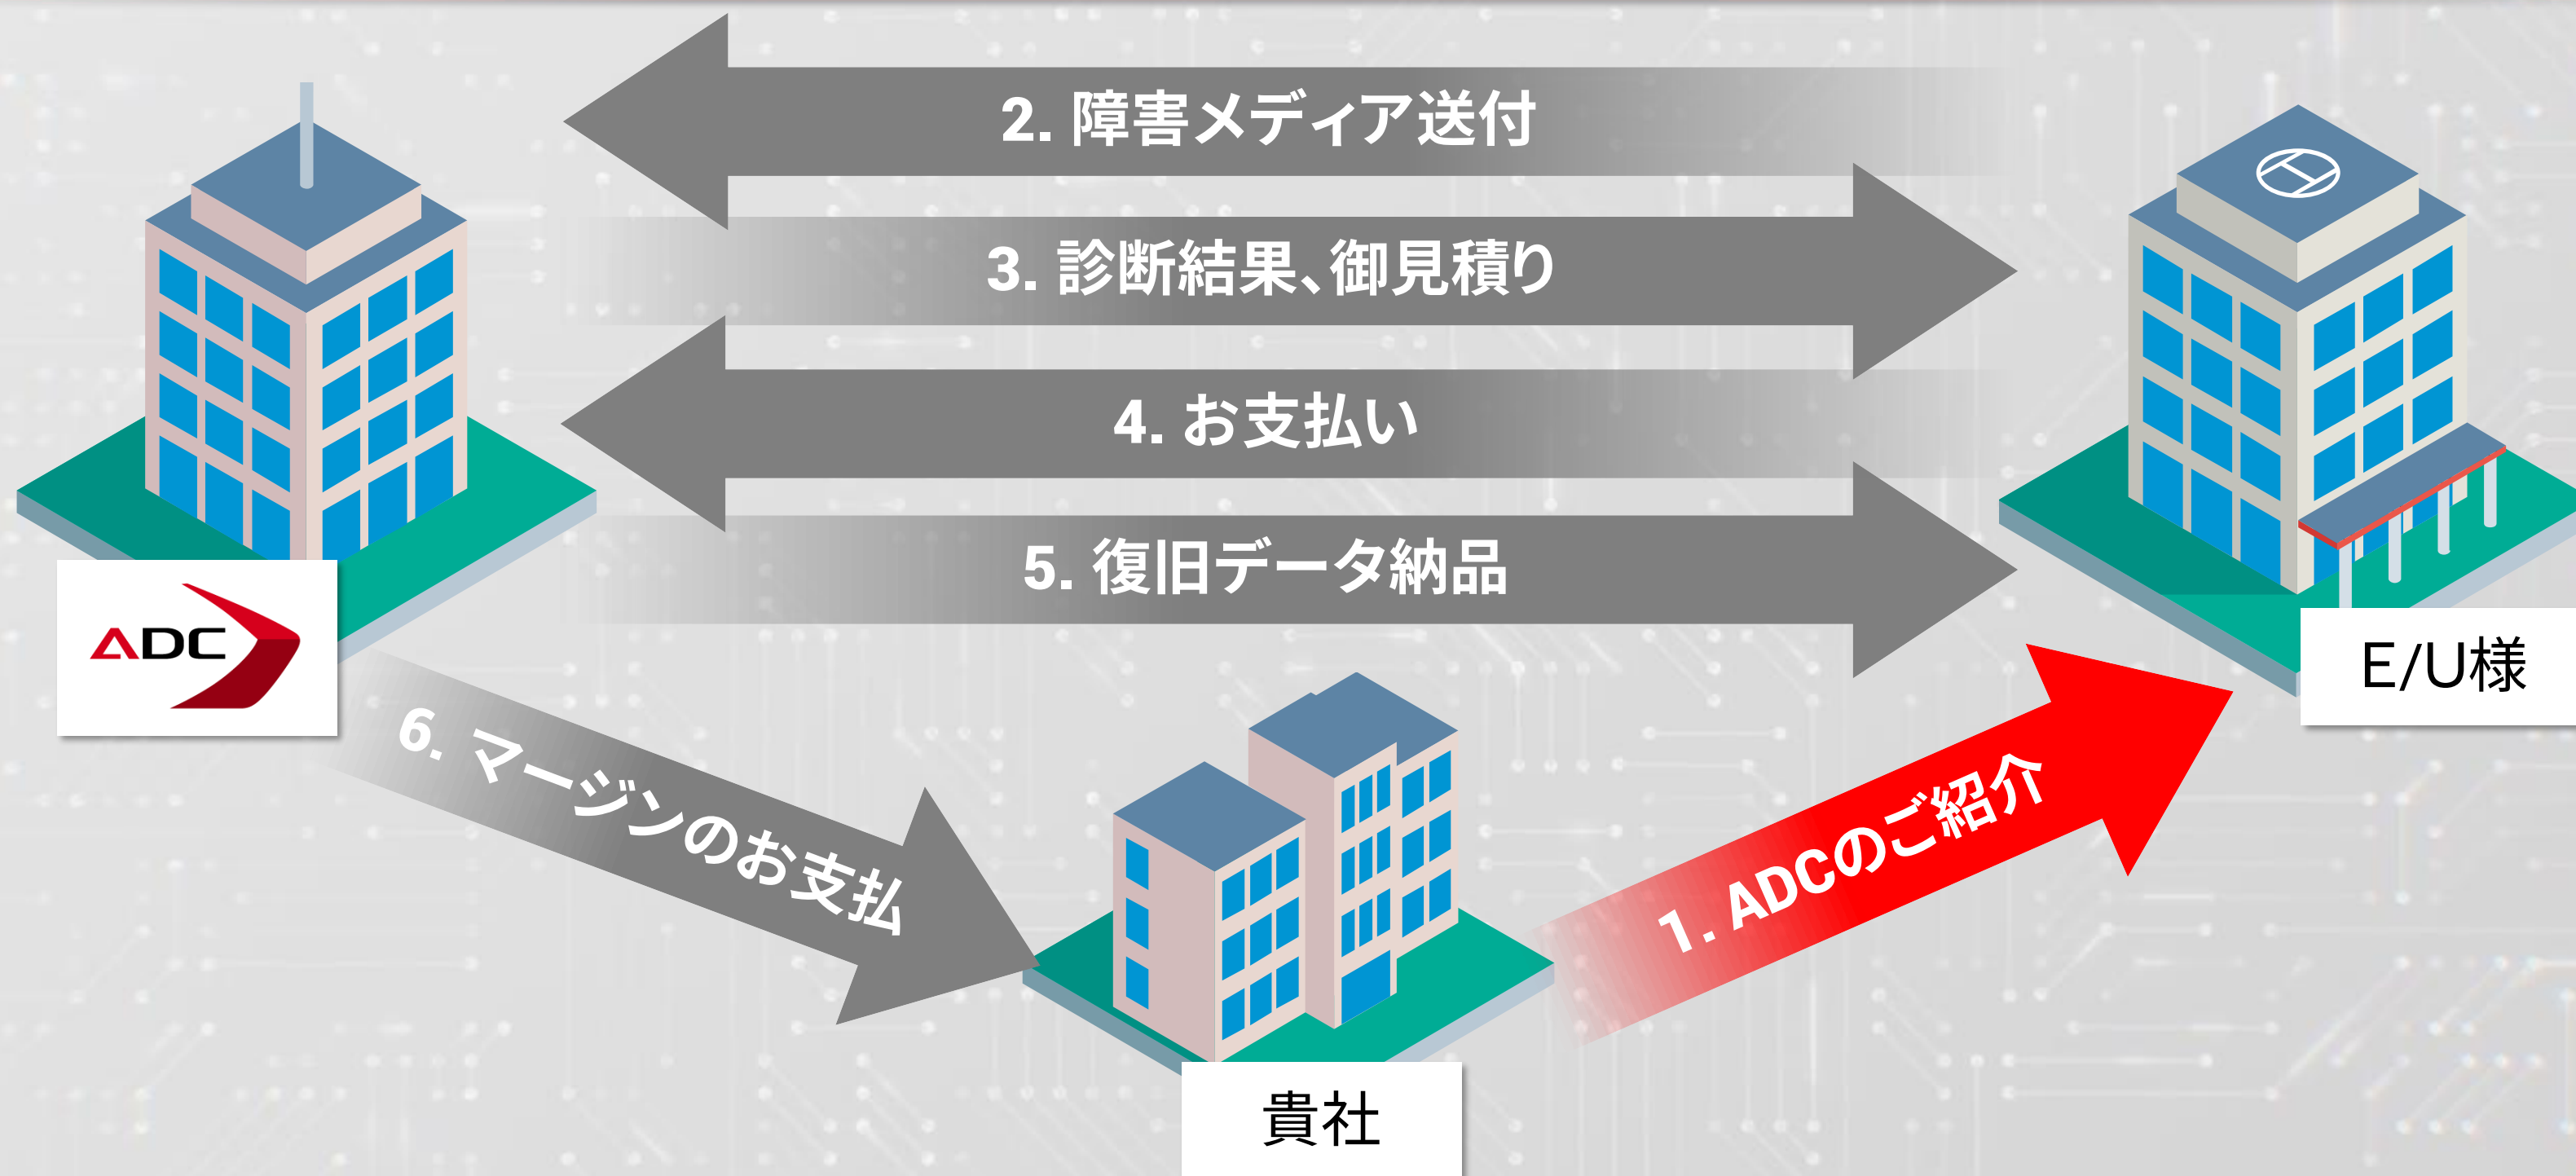 2. 障害メディア送付
3. 診断結果、御見積り
4. お支払い
5. 復旧データ納品
ADC
E/U様
6. マージンのお支払
1. ADCのご紹介
貴社